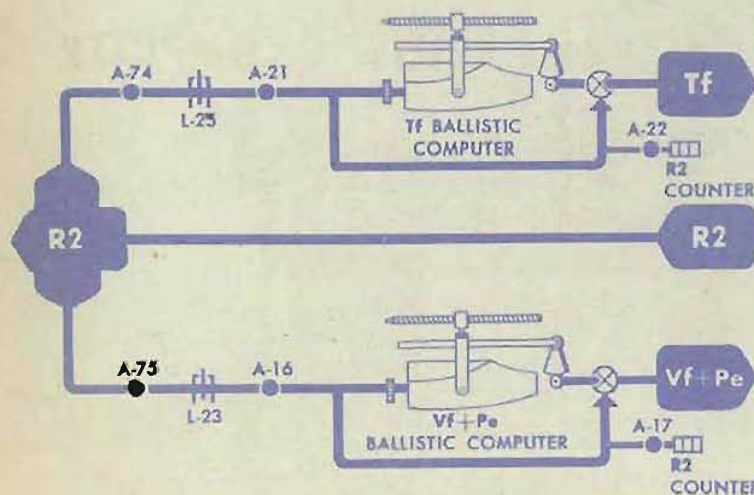 A-74
L-25
A-21
Tf BALLISTIC
COMPUTER
Tf
A-22
R2
COUNTER
R2
R2
A-75
L-23
A-16
Vf+Pe
BALLISTIC COMPUTER
Vf+Pe
A-17
R2
COUNTER